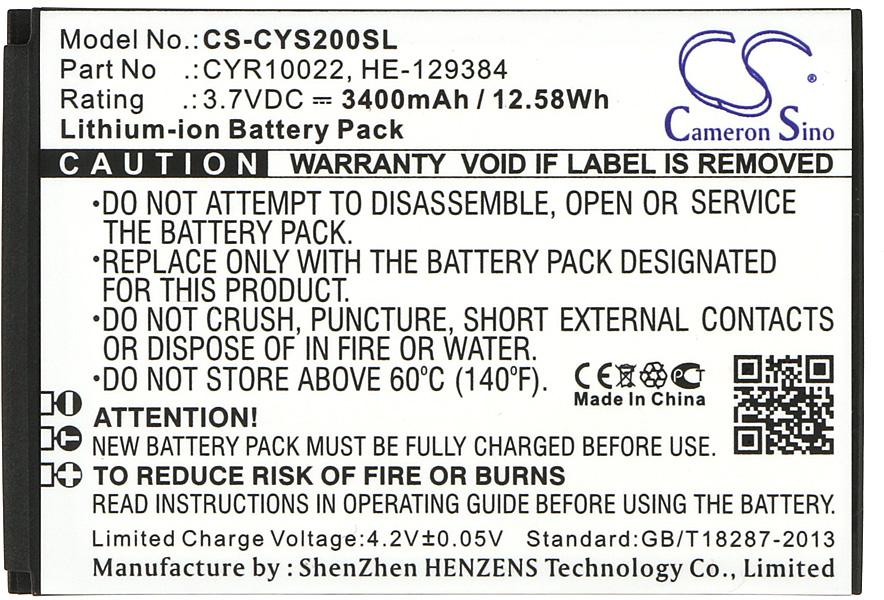 Model No.:CS-CYS200SL
Part No :CYR10022, HE-129384
Rating .:3.7VDC ⎓ 3400mAh / 12.58Wh
Lithium-ion Battery Pack
CS
®
Cameron Sino
CAUTION WARRANTY VOID IF LABEL IS REMOVED
•DO NOT ATTEMPT TO DISASSEMBLE, OPEN OR SERVICE
THE BATTERY PACK.
•REPLACE ONLY WITH THE BATTERY PACK DESIGNATED
FOR THIS PRODUCT.
•DO NOT CRUSH, PUNCTURE, SHORT EXTERNAL CONTACTS
OR DISPOSE OF IN FIRE OR WATER.
•DO NOT STORE ABOVE 60°C (140°F).
CE PCT
Made In China
ATTENTION!
NEW BATTERY PACK MUST BE FULLY CHARGED BEFORE USE.
TO REDUCE RISK OF FIRE OR BURNS
READ INSTRUCTIONS IN OPERATING GUIDE BEFORE USING THE BATTERY.
Limited Charge Voltage:4.2V±0.05V Standard:GB/T18287-2013
Manufacture by : ShenZhen HENZENS Technology Co., Limited